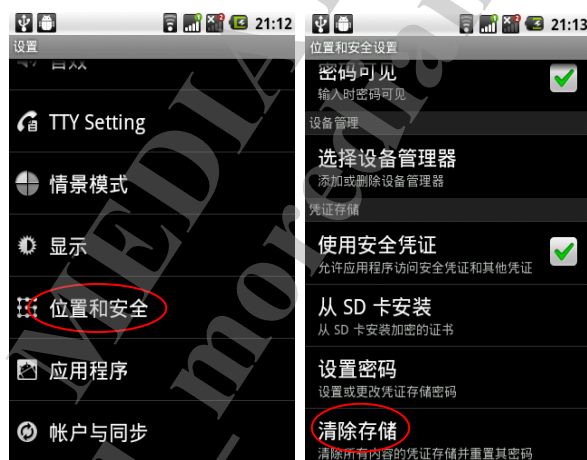 21:12
设置
音效
TTY Setting
情景模式
显示
位置和安全
应用程序
帐户与同步
21:13
位置和安全设置
密码可见
输入时密码可见
设备管理
选择设备管理器
添加或删除设备管理器
凭证存储
使用安全凭证
允许应用程序访问安全凭证和其他凭证
从 SD 卡安装
从 SD 卡安装加密的证书
设置密码
设置或更改凭证存储密码
清除存储
清除所有内容的凭证存储并重置其密码